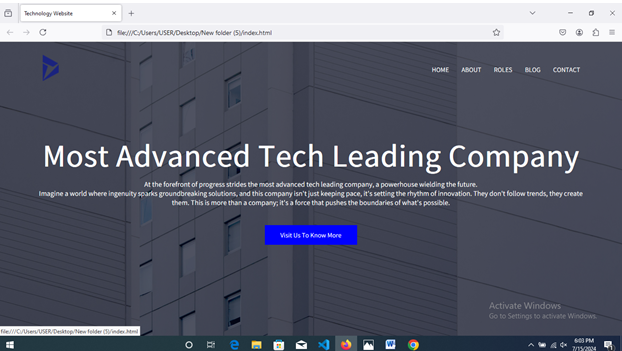 Technology Website
file:///C:/Users/USER/Desktop/New folder (5)/index.html
HOME ABOUT ROLES BLOG CONTACT
Most Advanced Tech Leading Company
At the forefront of progress strides the most advanced tech leading company, a powerhouse wielding the future.
Imagine a world where ingenuity sparks groundbreaking solutions, and this company isn't just keeping pace, it's setting the rhythm of innovation. They don't follow trends, they create
them. This is more than a company; it's a force that pushes the boundaries of what's possible.
Visit Us To Know More
Activate Windows
Go to Settings to activate Windows.
file:///C:/Users/USER/Desktop/New folder (5)/index.html
6:03 PM
7/15/2024